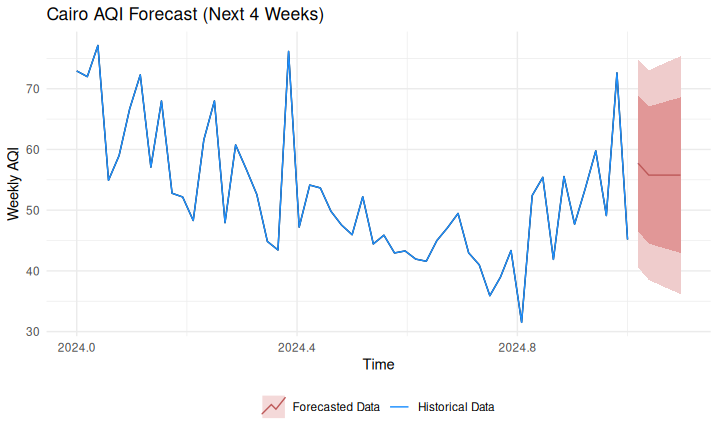 Cairo AQI Forecast (Next 4 Weeks)
Weekly AQI
70
60
50
40
30
2024.0
2024.4
2024.8
Time
Forecasted Data
Historical Data